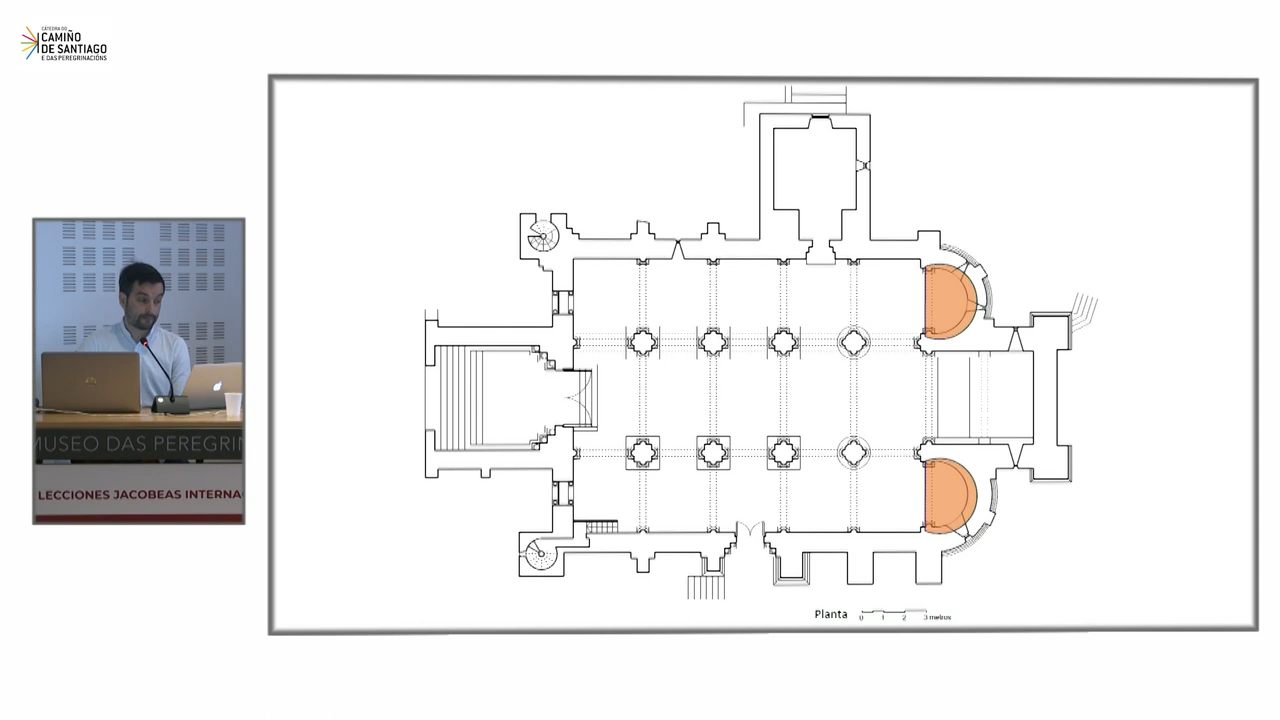 CÁTEDRA DO
CAMIÑO
DE SANTIAGO
E DAS PEREGRINACIÓNS
MUSEO DAS PEREGRIN
LECCIONES JACOBEAS INTERNA
Planta
0 1 2 3 metros